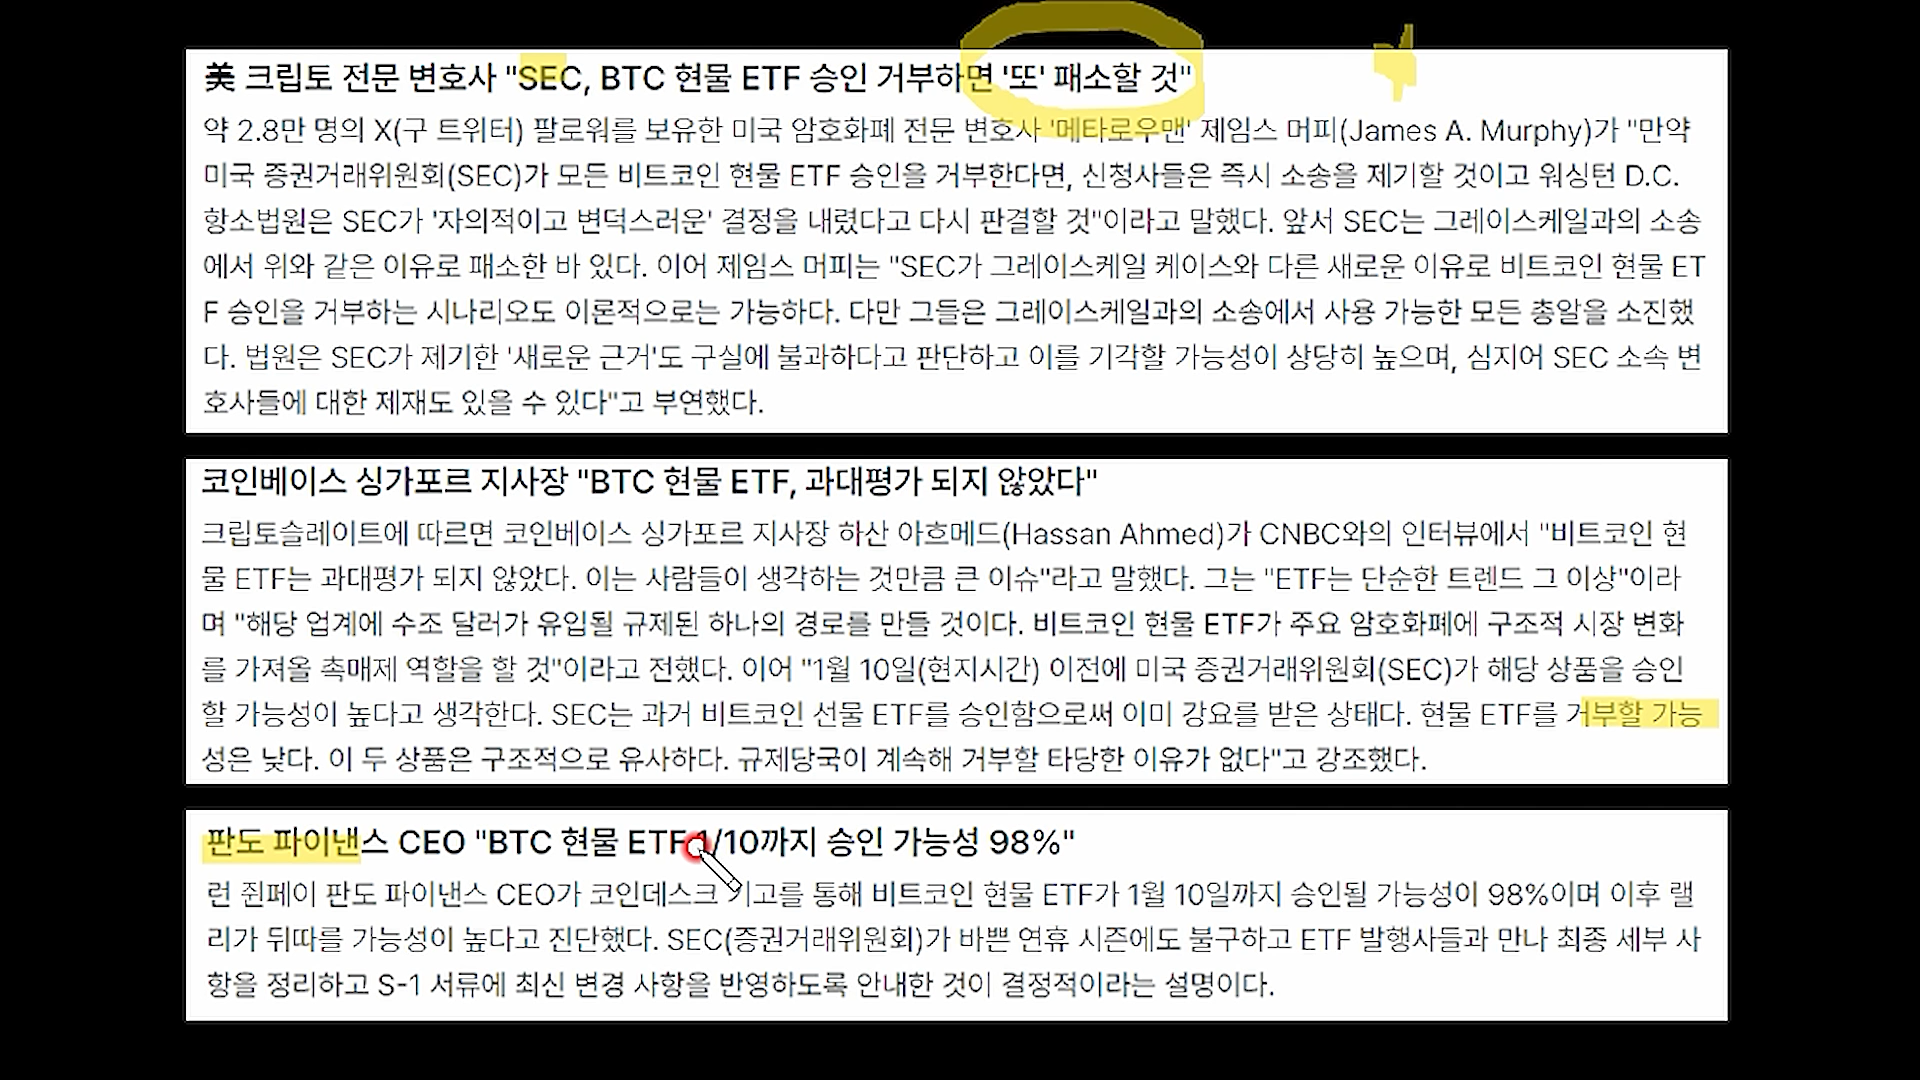 美 크립토 전문 변호사 "SEC, BTC 현물 ETF 승인 거부하면 '또' 패소할 것"
약 2.8만 명의 X(구 트위터) 팔로워를 보유한 미국 암호화폐 전문 변호사 '메타로우맨' 제임스 머피(James A. Murphy)가 "만약
미국 증권거래위원회(SEC)가 모든 비트코인 현물 ETF 승인을 거부한다면, 신청사들은 즉시 소송을 제기할 것이고 워싱턴 D.C.
항소법원은 SEC가 '자의적이고 변덕스러운' 결정을 내렸다고 다시 판결할 것"이라고 말했다. 앞서 SEC는 그레이스케일과의 소송
에서 위와 같은 이유로 패소한 바 있다. 이어 제임스 머피는 "SEC가 그레이스케일 케이스와 다른 새로운 이유로 비트코인 현물 ET
F 승인을 거부하는 시나리오도 이론적으로는 가능하다. 다만 그들은 그레이스케일과의 소송에서 사용 가능한 모든 총알을 소진했
다. 법원은 SEC가 제기한 '새로운 근거'도 구실에 불과하다고 판단하고 이를 기각할 가능성이 상당히 높으며, 심지어 SEC 소속 변
호사들에 대한 제재도 있을 수 있다"고 부연했다.
코인베이스 싱가포르 지사장 "BTC 현물 ETF, 과대평가 되지 않았다"
크립토슬레이트에 따르면 코인베이스 싱가포르 지사장 하산 아흐메드(Hassan Ahmed)가 CNBC와의 인터뷰에서 "비트코인 현
물 ETF는 과대평가 되지 않았다. 이는 사람들이 생각하는 것만큼 큰 이슈"라고 말했다. 그는 "ETF는 단순한 트렌드 그 이상"이라
며 "해당 업계에 수조 달러가 유입될 규제된 하나의 경로를 만들 것이다. 비트코인 현물 ETF가 주요 암호화폐에 구조적 시장 변화
를 가져올 촉매제 역할을 할 것"이라고 전했다. 이어 "1월 10일(현지시간) 이전에 미국 증권거래위원회(SEC)가 해당 상품을 승인
할 가능성이 높다고 생각한다. SEC는 과거 비트코인 선물 ETF를 승인함으로써 이미 강요를 받은 상태다. 현물 ETF를 거부할 가능
성은 낮다. 이 두 상품은 구조적으로 유사하다. 규제당국이 계속해 거부할 타당한 이유가 없다"고 강조했다.
판도 파이낸스 CEO "BTC 현물 ETF 1/10까지 승인 가능성 98%"
런 쥔페이 판도 파이낸스 CEO가 코인데스크 기고를 통해 비트코인 현물 ETF가 1월 10일까지 승인될 가능성이 98%이며 이후 랠
리가 뒤따를 가능성이 높다고 진단했다. SEC(증권거래위원회)가 바쁜 연휴 시즌에도 불구하고 ETF 발행사들과 만나 최종 세부 사
항을 정리하고 S-1 서류에 최신 변경 사항을 반영하도록 안내한 것이 결정적이라는 설명이다.